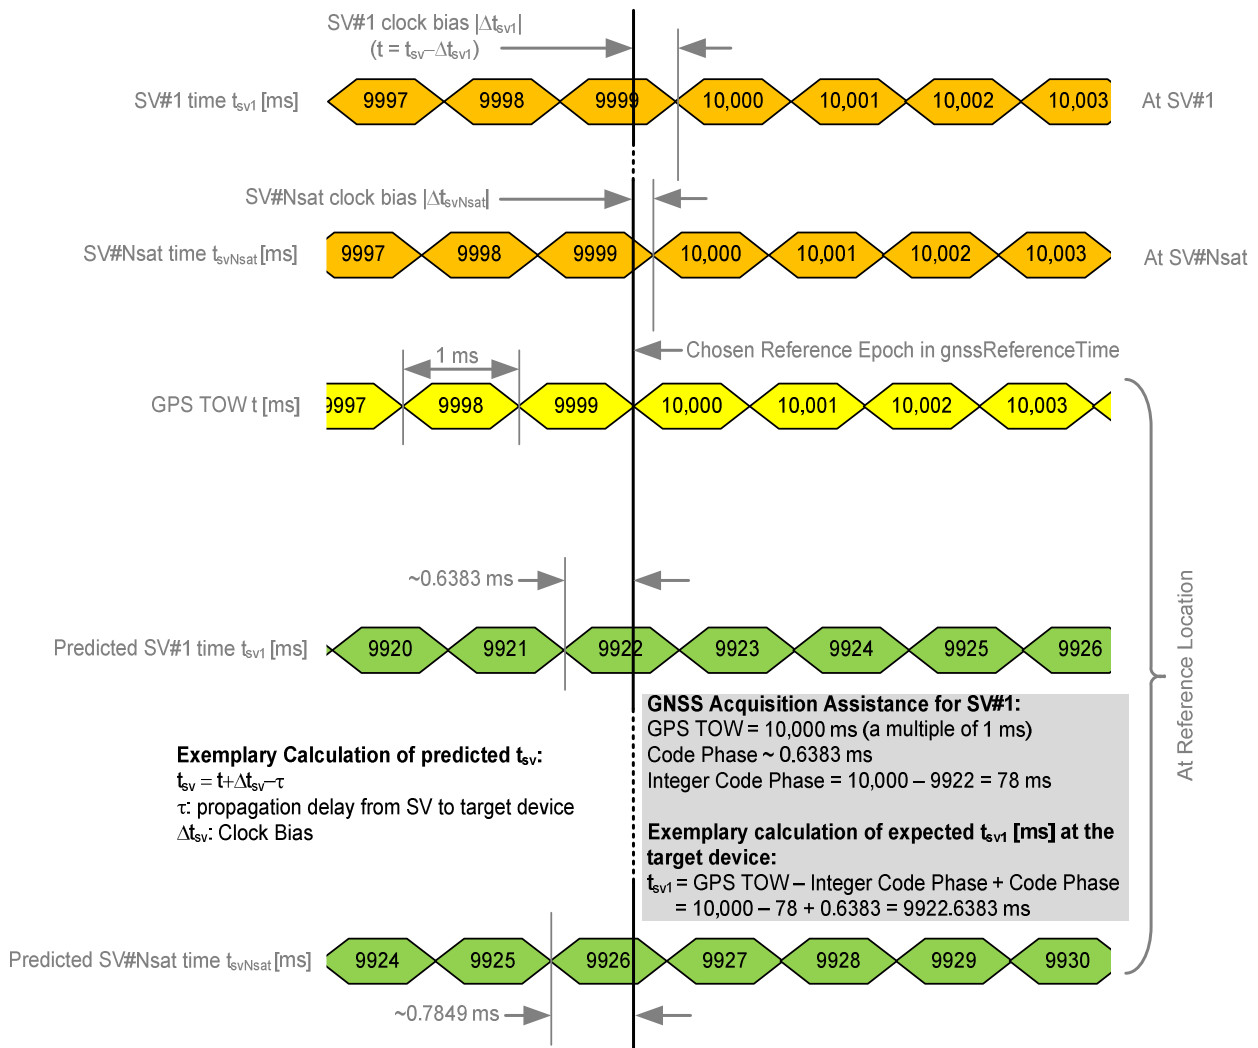 SV#1 clock bias |Δtsv1|
(t = tsv–Δtsv1)
SV#1 time tsv1 [ms]
9997 9998 9999 10,000 10,001 10,002 10,003
At SV#1
SV#Nsat clock bias |ΔtsvNsat|
SV#Nsat time tsvNsat [ms]
9997 9998 9999 10,000 10,001 10,002 10,003
At SV#Nsat
Chosen Reference Epoch in gnssReferenceTime
1 ms
GPS TOW t [ms]
9997 9998 9999 10,000 10,001 10,002 10,003
~0.6383 ms
Predicted SV#1 time tsv1 [ms]
9920 9921 9922 9923 9924 9925 9926
At Reference Location
GNSS Acquisition Assistance for SV#1:
GPS TOW = 10,000 ms (a multiple of 1 ms)
Code Phase ~ 0.6383 ms
Integer Code Phase = 10,000 – 9922 = 78 ms
Exemplary calculation of expected tsv1 [ms] at the
target device:
tsv1 = GPS TOW – Integer Code Phase + Code Phase
= 10,000 – 78 + 0.6383 = 9922.6383 ms
Exemplary Calculation of predicted tsv:
tsv = t+Δtsv–τ
τ: propagation delay from SV to target device
Δtsv: Clock Bias
Predicted SV#Nsat time tsvNsat [ms]
9924 9925 9926 9927 9928 9929 9930
~0.7849 ms